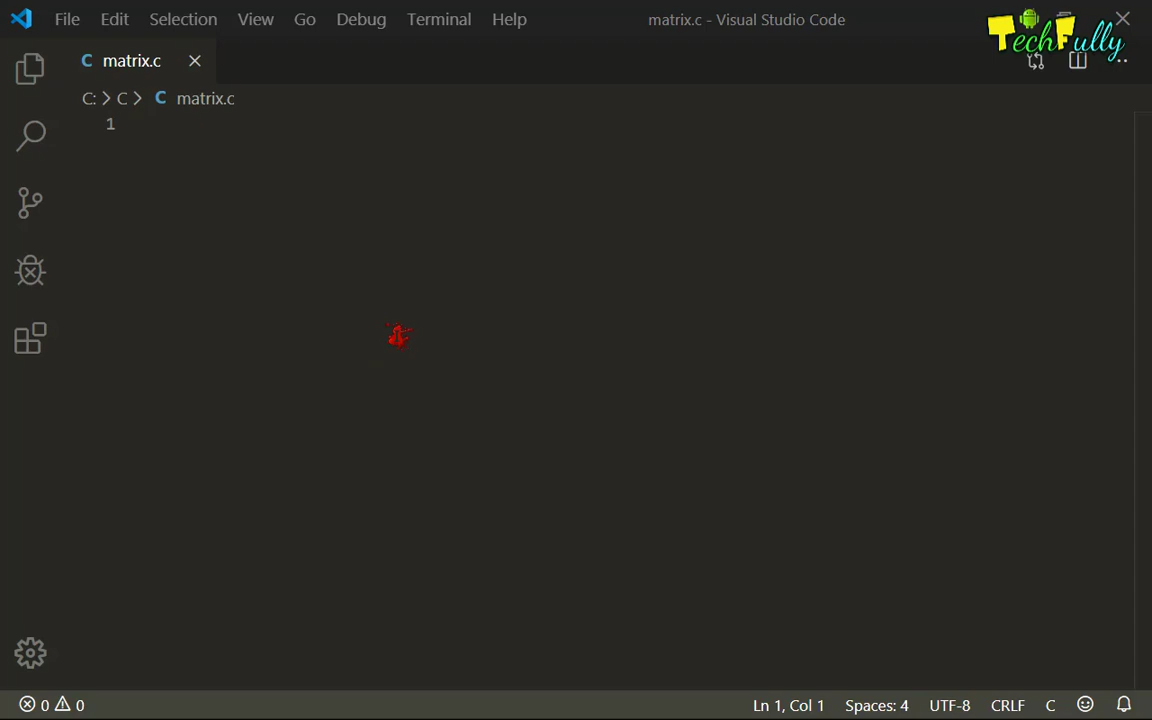 File Edit Selection View Go Debug Terminal Help matrix.c - Visual Studio Code
TechFully
C matrix.c
C: > C > C matrix.c
1
0 0 Ln 1, Col 1 Spaces: 4 UTF-8 CRLF C